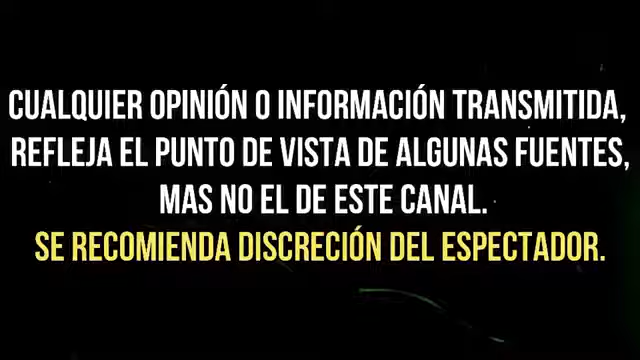 CUALQUIER OPINIÓN O INFORMACIÓN TRANSMITIDA,
REFLEJA EL PUNTO DE VISTA DE ALGUNAS FUENTES,
MAS NO EL DE ESTE CANAL.
SE RECOMIENDA DISCRECIÓN DEL ESPECTADOR.